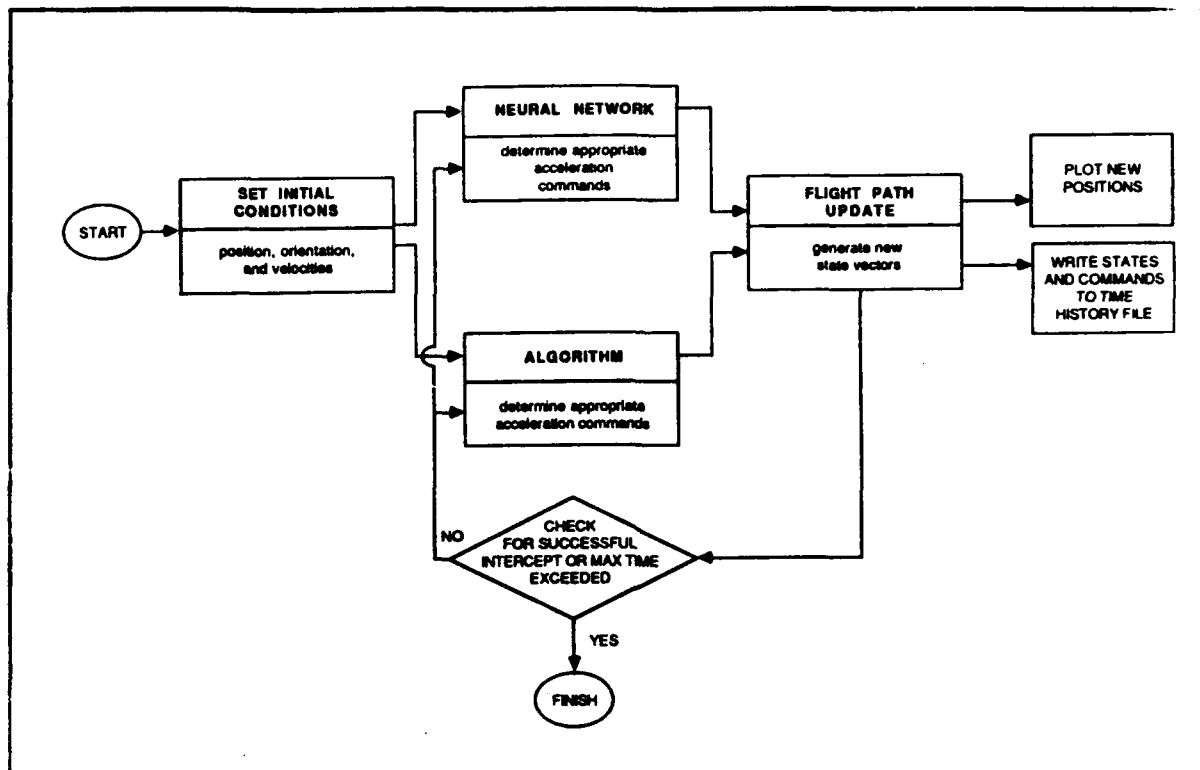 START
SET INITIAL
CONDITIONS
position, orientation,
and velocities
NEURAL NETWORK
determine appropriate
acceleration
commands
ALGORITHM
determine appropriate
acceleration commands
FLIGHT PATH
UPDATE
generate new
state vectors
PLOT NEW
POSITIONS
WRITE STATES
AND COMMANDS
TO TIME
HISTORY FILE
NO
CHECK
FOR SUCCESSFUL
INTERCEPT OR MAX TIME
EXCEEDED
YES
FINISH